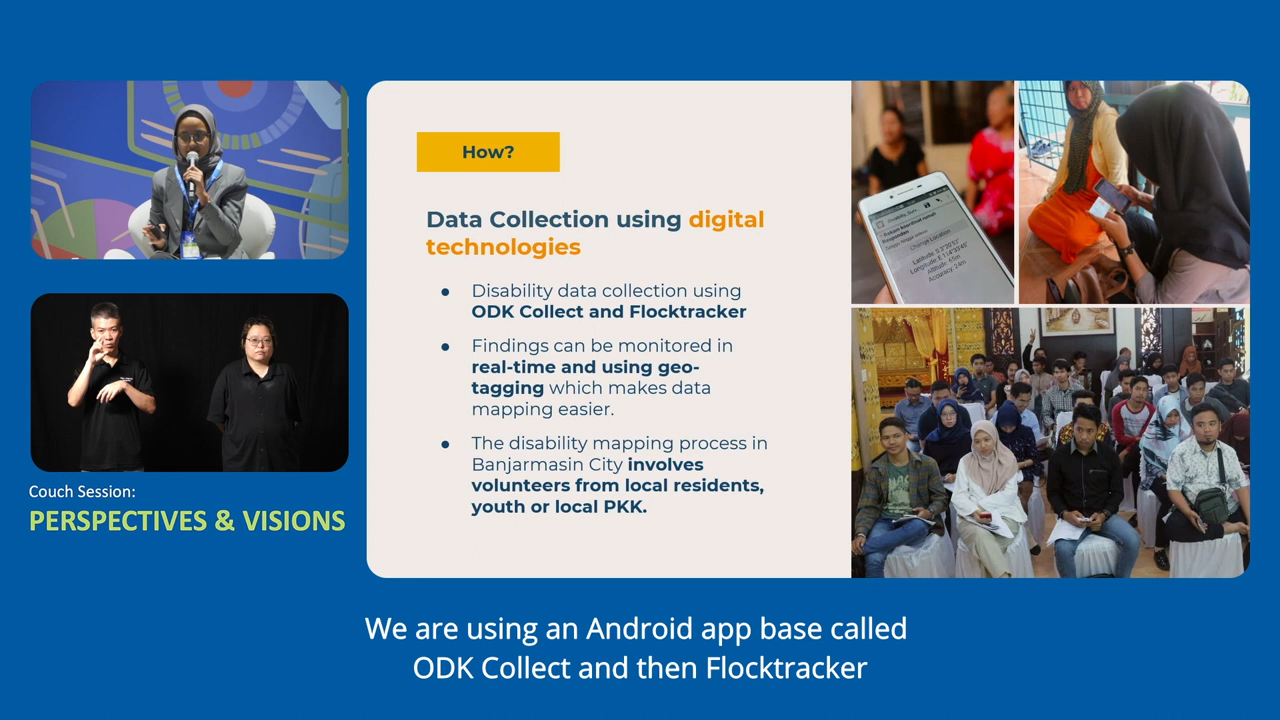 Couch Session:
PERSPECTIVES & VISIONS
How?
Data Collection using digital
technologies
● Disability data collection using
ODK Collect and Flocktracker
● Findings can be monitored in
real-time and using geo-
tagging which makes data
mapping easier.
● The disability mapping process in
Banjarmasin City involves
volunteers from local residents,
youth or local PKK.
Change Location
We are using an Android app base called
ODK Collect and then Flocktracker